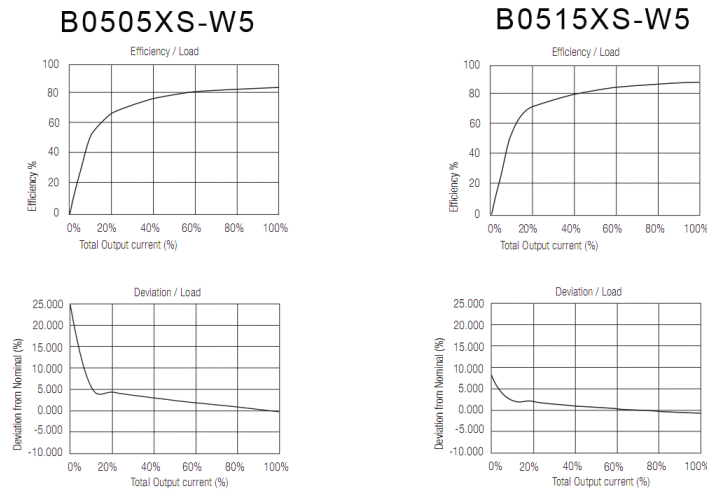 B0505XS-W5
Efficiency / Load
100
80
60
40
20
0
Efficiency %
0% 20% 40% 60% 80% 100%
Total Output current (%)
Deviation / Load
25.000
20.000
15.000
10.000
5.000
0.000
-5.000
-10.000
Deviation from Nominal (%)
0% 20% 40% 60% 80% 100%
Total Output current (%)
B0515XS-W5
Efficiency / Load
100
80
60
40
20
0
Efficiency %
0% 20% 40% 60% 80% 100%
Total Output current (%)
Deviation / Load
25.000
20.000
15.000
10.000
5.000
0.000
-5.000
-10.000
Deviation from Nominal (%)
0% 20% 40% 60% 80% 100%
Total Output current (%)